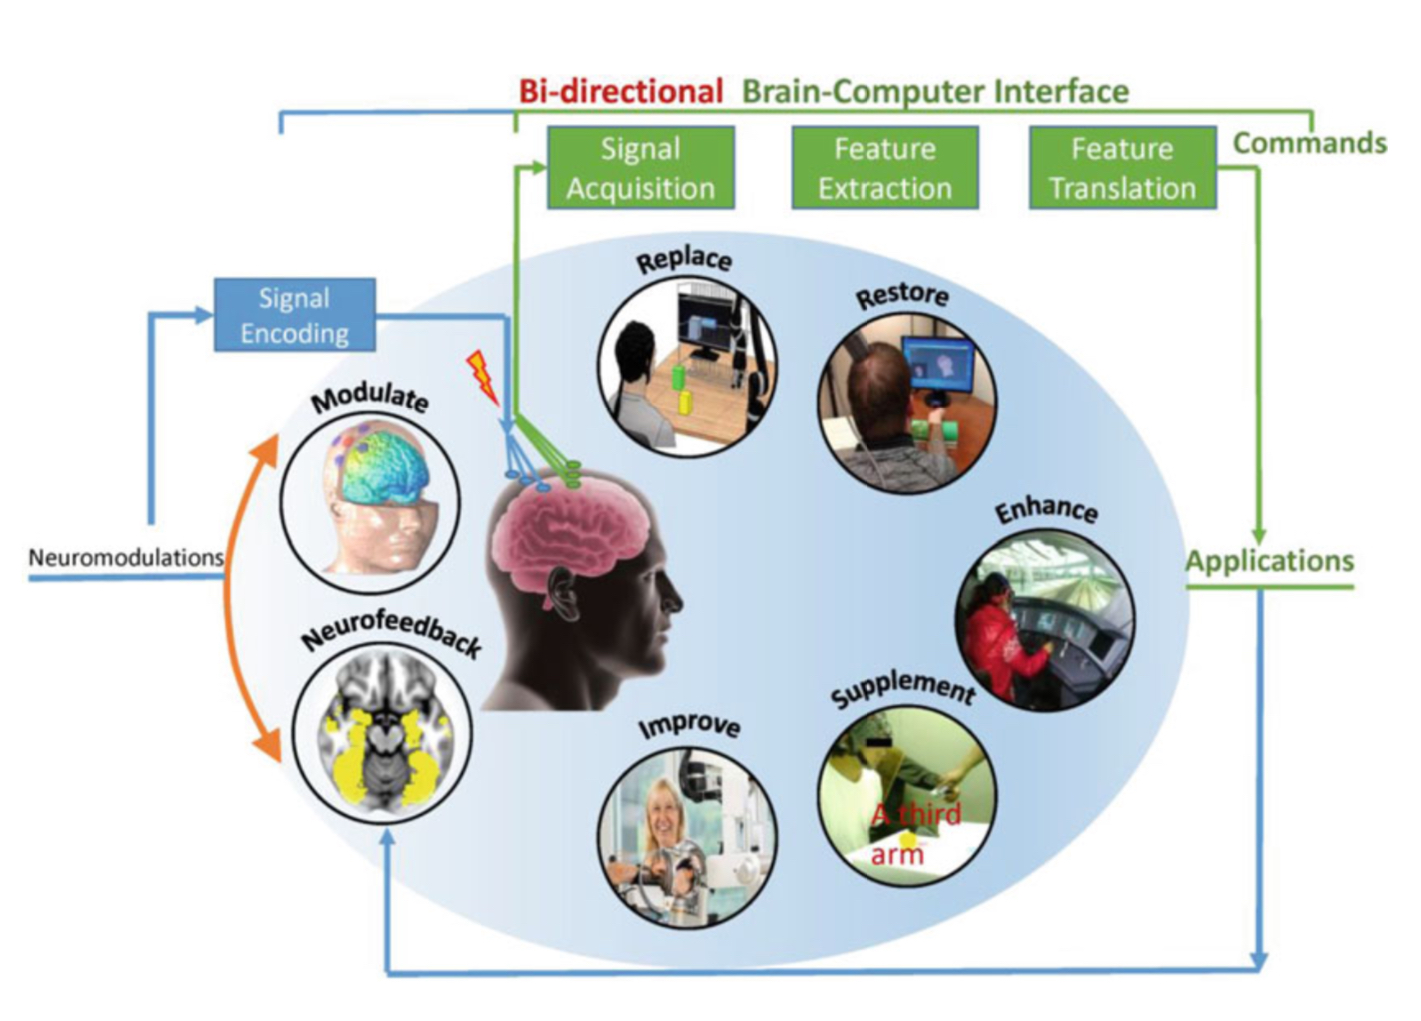 Bi-directional Brain-Computer Interface
Signal
Acquisition
Feature
Extraction
Feature
Translation
Commands
Signal
Encoding
Replace
Restore
Modulate
Enhance
Neuromodulations
Applications
Neurofeedback
Supplement
Improve
A third
arm